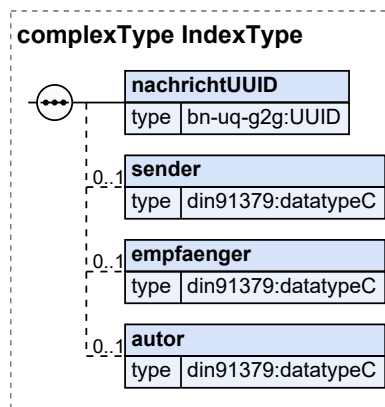 complexType IndexType
nachrichtUUID
type bn-uq-g2g:UUID
0..1 sender
type din91379:datatypeC
0..1 empfaenger
type din91379:datatypeC
0..1 autor
type din91379:datatypeC